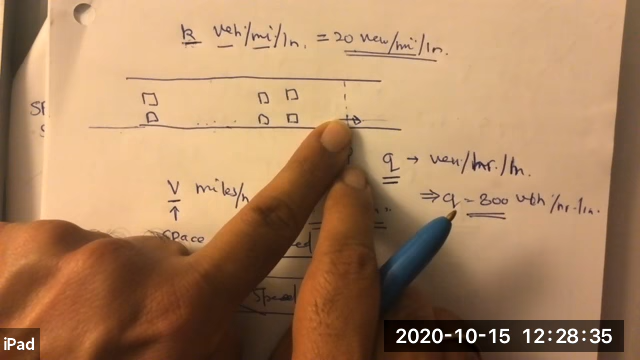 k veh/mi/ln. = 20 veh/mi/ln.
q → veh/hr./ln.
V miles/h
⇒ q = 800 veh/hr./ln.
space
Speed
iPad
2020-10-15 12:28:35